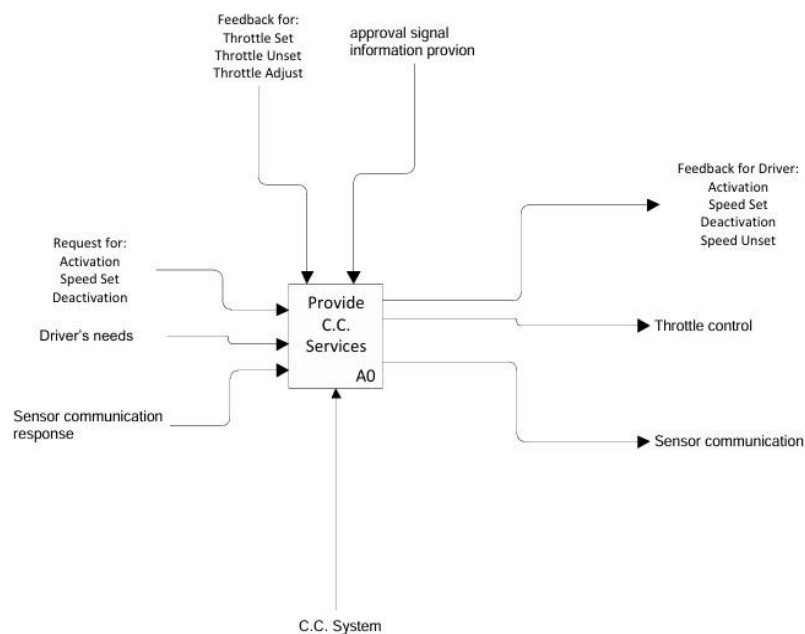 Feedback for:
Throttle Set
Throttle Unset
Throttle Adjust
approval signal
information provion
Feedback for Driver:
Activation
Speed Set
Deactivation
Speed Unset
Request for:
Activation
Speed Set
Deactivation
Driver's needs
Sensor communication
response
Provide
C.C.
Services
A0
Throttle control
Sensor communication
C.C. System